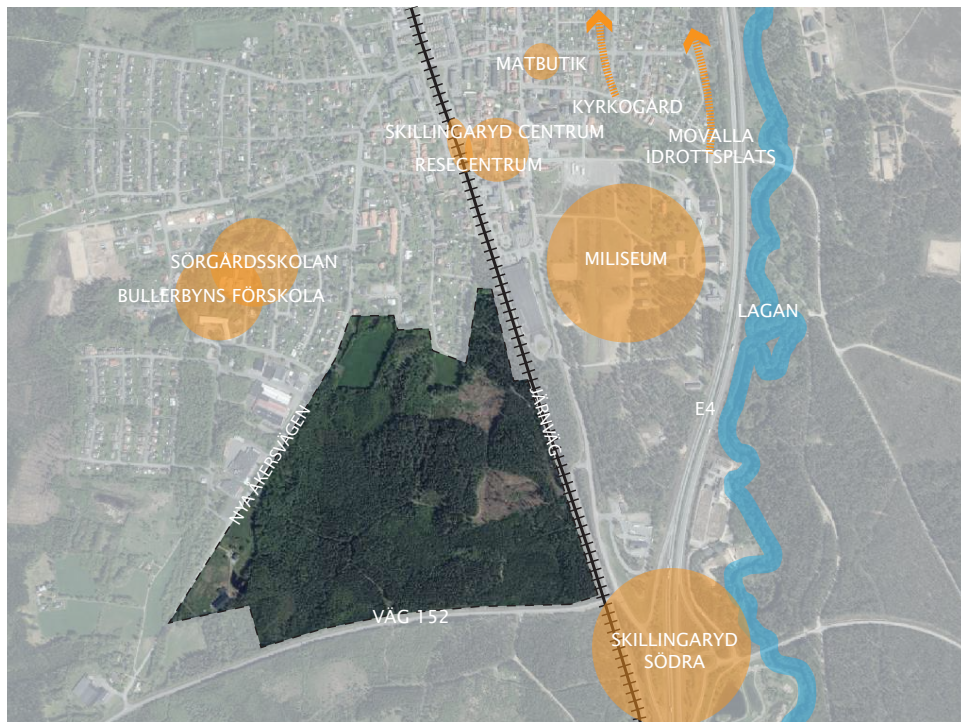 MATBUTIK
KYRKOGÅRD
SKILLINGARYD CENTRUM
MOVALLA
IDROTTSPLATS
RESECENTRUM
SÖRGÅRDSSKOLAN
MILISEUM
BULLERBYNS FÖRSKOLA
LAGAN
E4
JÄRNVÄG
NYA ÅKERSVÄGEN
VÄG 152
SKILLINGARYD
SÖDRA